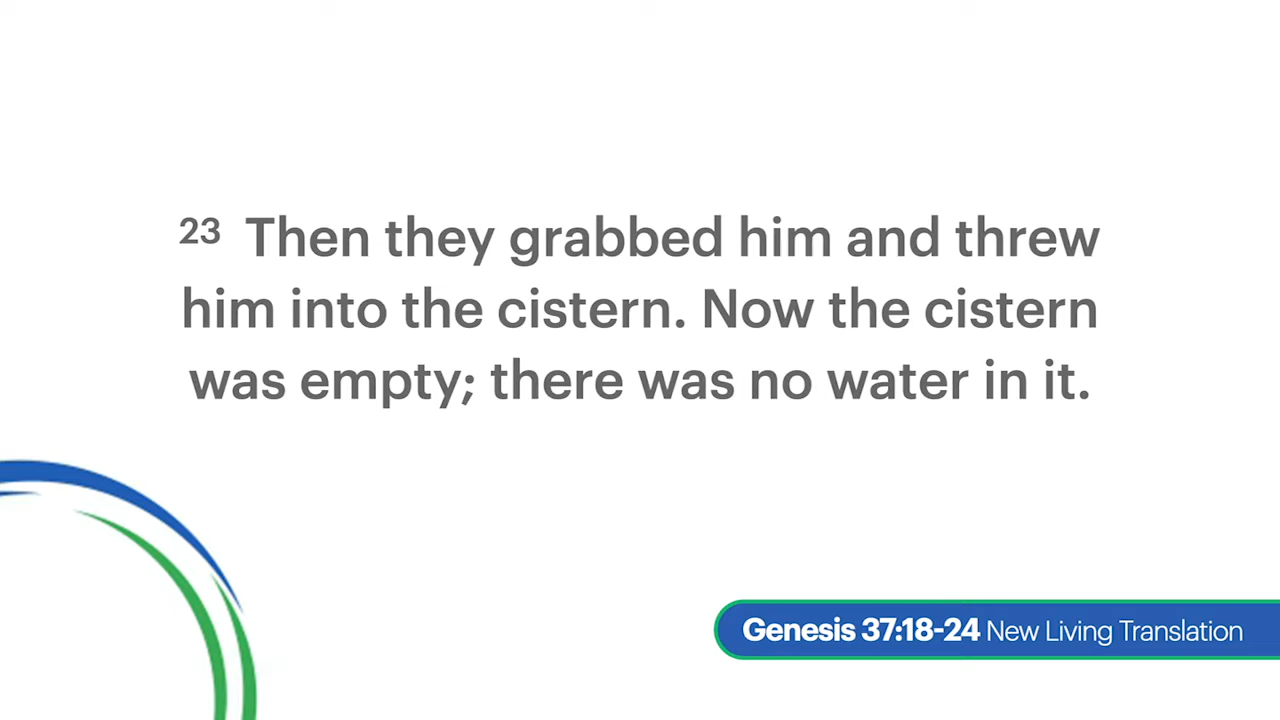 23 Then they grabbed him and threw
him into the cistern. Now the cistern
was empty; there was no water in it.
Genesis 37:18-24 New Living Translation